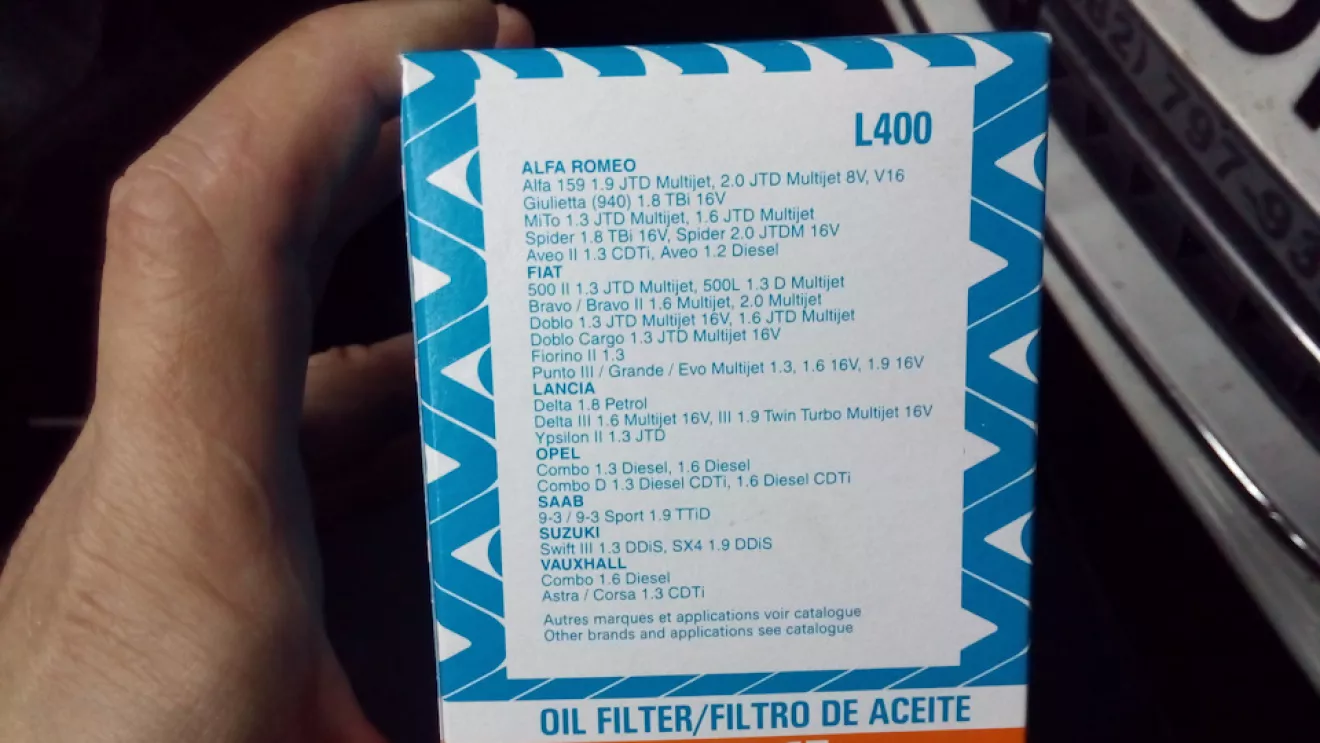 L400
ALFA ROMEO
Alfa 159 1.9 JTD Multijet, 2.0 JTD Multijet 8V, V16
Giulietta (940) 1.8 TBi 16V
MiTo 1.3 JTD Multijet, 1.6 JTD Multijet
Spider 1.8 TBi 16V, Spider 2.0 JTDM 16V
Aveo II 1.3 CDTi, Aveo 1.2 Diesel
FIAT
500 II 1.3 JTD Multijet, 500L 1.3 D Multijet
Bravo / Bravo II 1.6 Multijet, 2.0 Multijet
Doblo 1.3 JTD Multijet 16V, 1.6 JTD Multijet
Doblo Cargo 1.3 JTD Multijet 16V
Fiorino II 1.3
Punto III / Grande / Evo Multijet 1.3, 1.6 16V, 1.9 16V
LANCIA
Delta 1.8 Petrol
Delta III 1.6 Multijet 16V, III 1.9 Twin Turbo Multijet 16V
Ypsilon II 1.3 JTD
OPEL
Combo 1.3 Diesel, 1.6 Diesel
Combo D 1.3 Diesel CDTi, 1.6 Diesel CDTi
SAAB
9-3 / 9-3 Sport 1.9 TTiD
SUZUKI
Swift III 1.3 DDiS, SX4 1.9 DDiS
VAUXHALL
Combo 1.6 Diesel
Astra / Corsa 1.3 CDTi
Autres marques et applications voir catalogue
Other brands and applications see catalogue
OIL FILTER/FILTRO DE ACEITE
82) 797-93